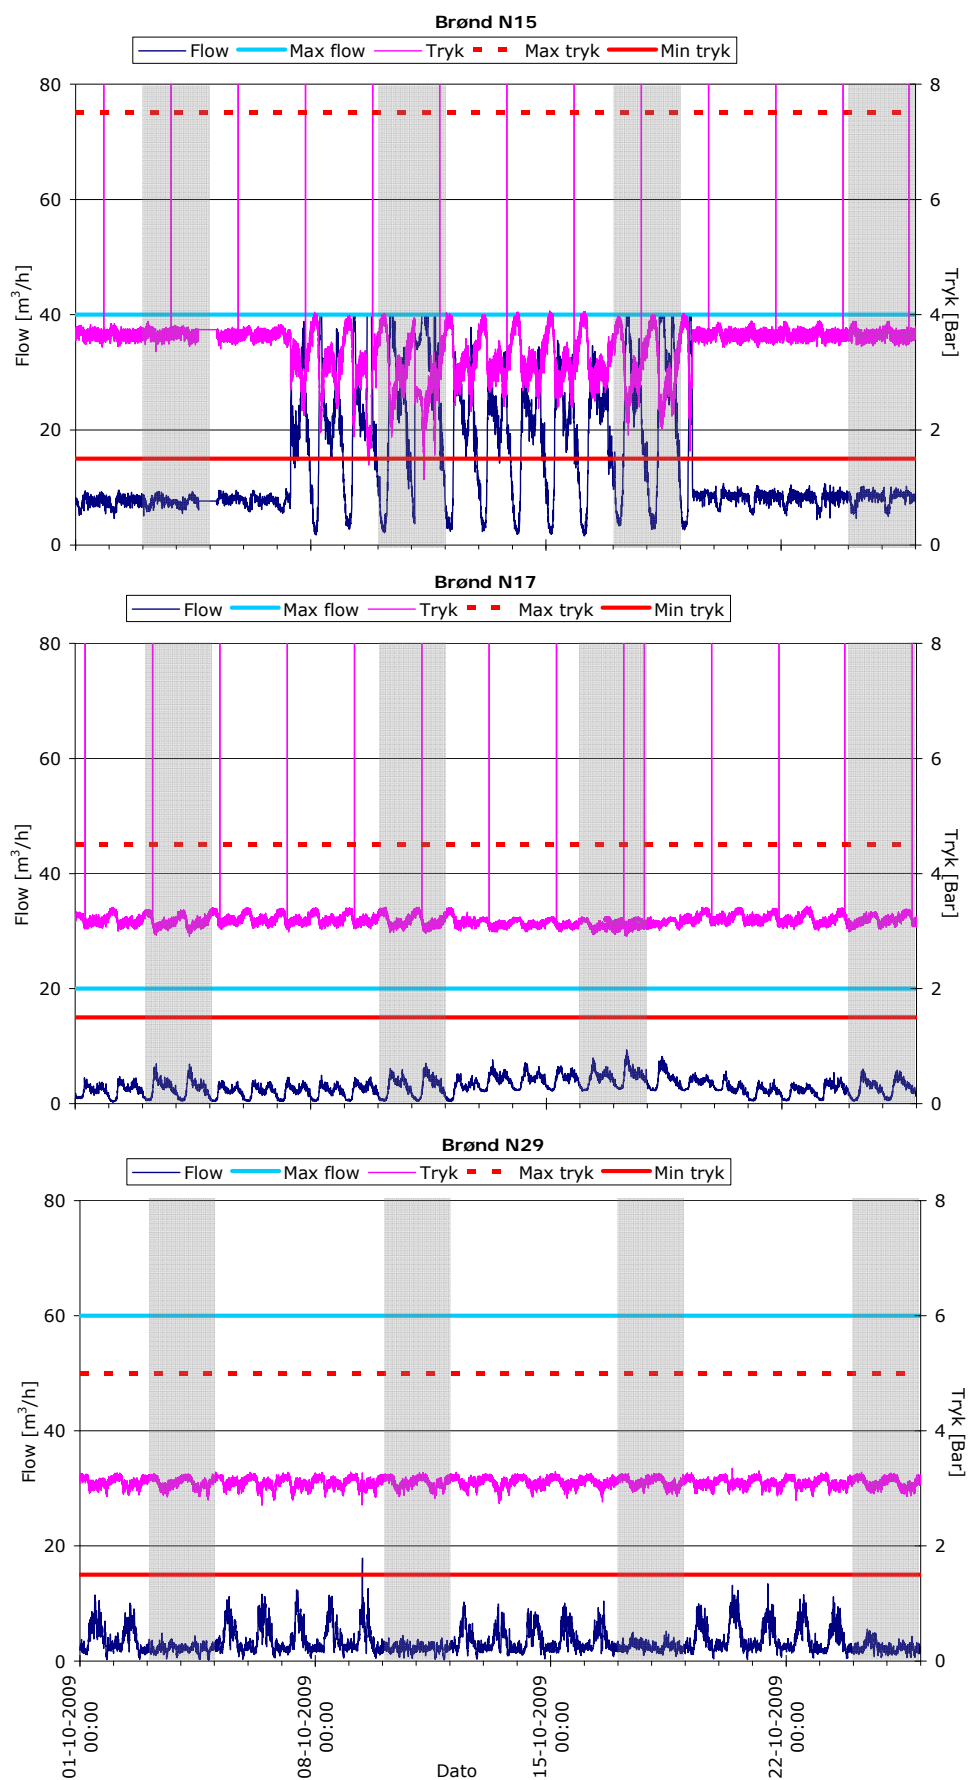 Brønd N15
Flow Max flow Tryk Max tryk Min tryk
80
60
40
20
0
8
6
4
2
0
Flow [m³/h]
Tryk [Bar]
Brønd N17
Flow Max flow Tryk Max tryk Min tryk
80
60
40
20
0
8
6
4
2
0
Flow [m³/h]
Tryk [Bar]
Brønd N29
Flow Max flow Tryk Max tryk Min tryk
80
60
40
20
0
8
6
4
2
0
Flow [m³/h]
Tryk [Bar]
01-10-2009
00:00
08-10-2009
00:00
15-10-2009
00:00
22-10-2009
00:00
Dato